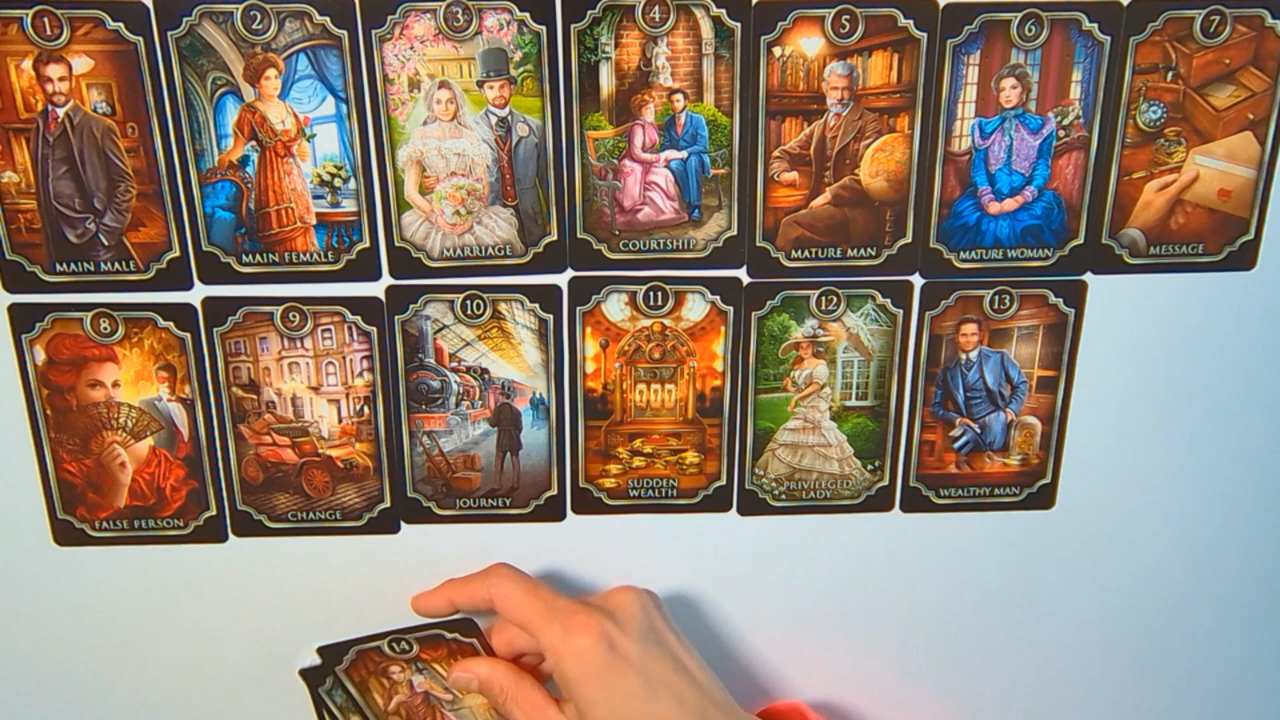 1
MAIN MALE
2
MAIN FEMALE
3
MARRIAGE
4
COURTSHIP
5
MATURE MAN
6
MATURE WOMAN
7
MESSAGE
8
FALSE PERSON
9
CHANGE
10
JOURNEY
11
777
SUDDEN
WEALTH
12
PRIVILEGED
LADY
13
WEALTHY MAN
14